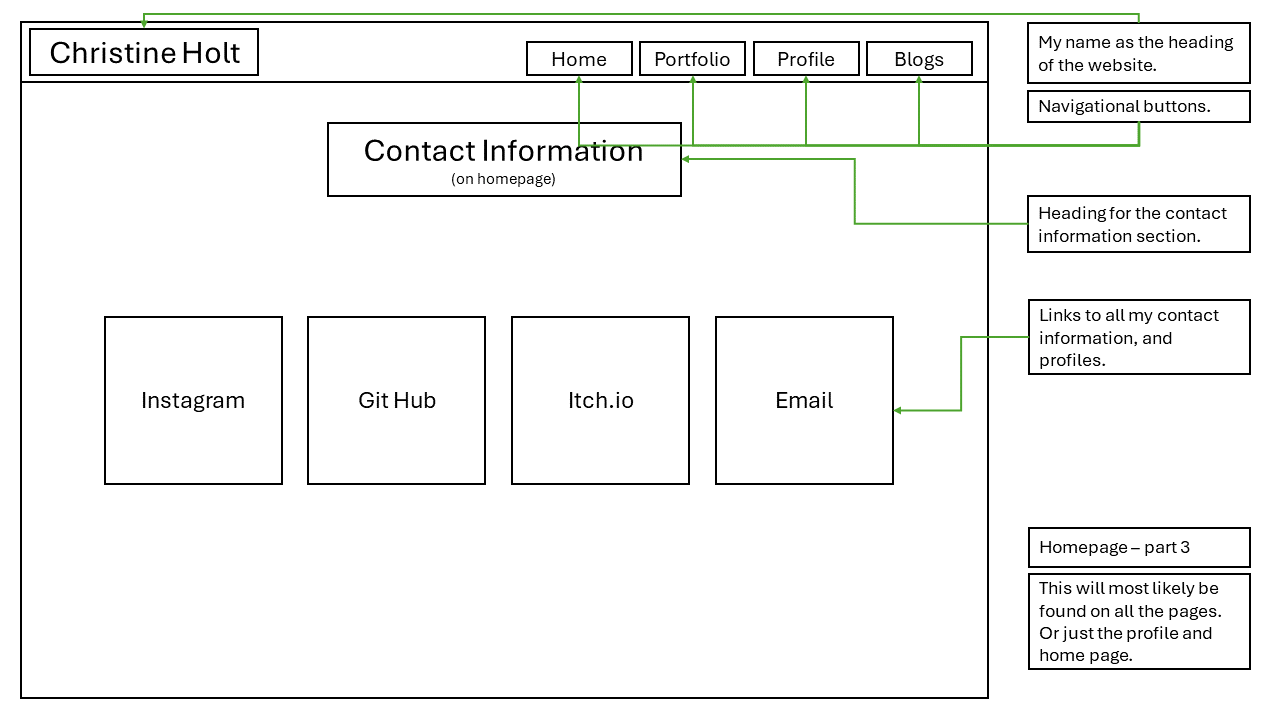 Christine Holt
Home
Portfolio
Profile
Blogs
Contact Information
(on homepage)
Instagram
Git Hub
Itch.io
Email
My name as the heading
of the website.
Navigational buttons.
Heading for the contact
information section.
Links to all my contact
information, and
profiles.
Homepage – part 3
This will most likely be
found on all the pages.
Or just the profile and
home page.